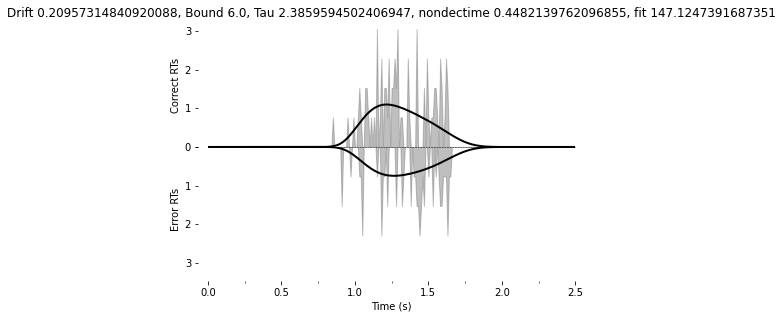 Drift 0.20957314840920088, Bound 6.0, Tau 2.3859594502406947, nondectime 0.4482139762096855, fit 147.1247391687351
3
2
1
0
1
2
3
Correct RTs
Error RTs
0.0 0.5 1.0 1.5 2.0 2.5
Time (s)